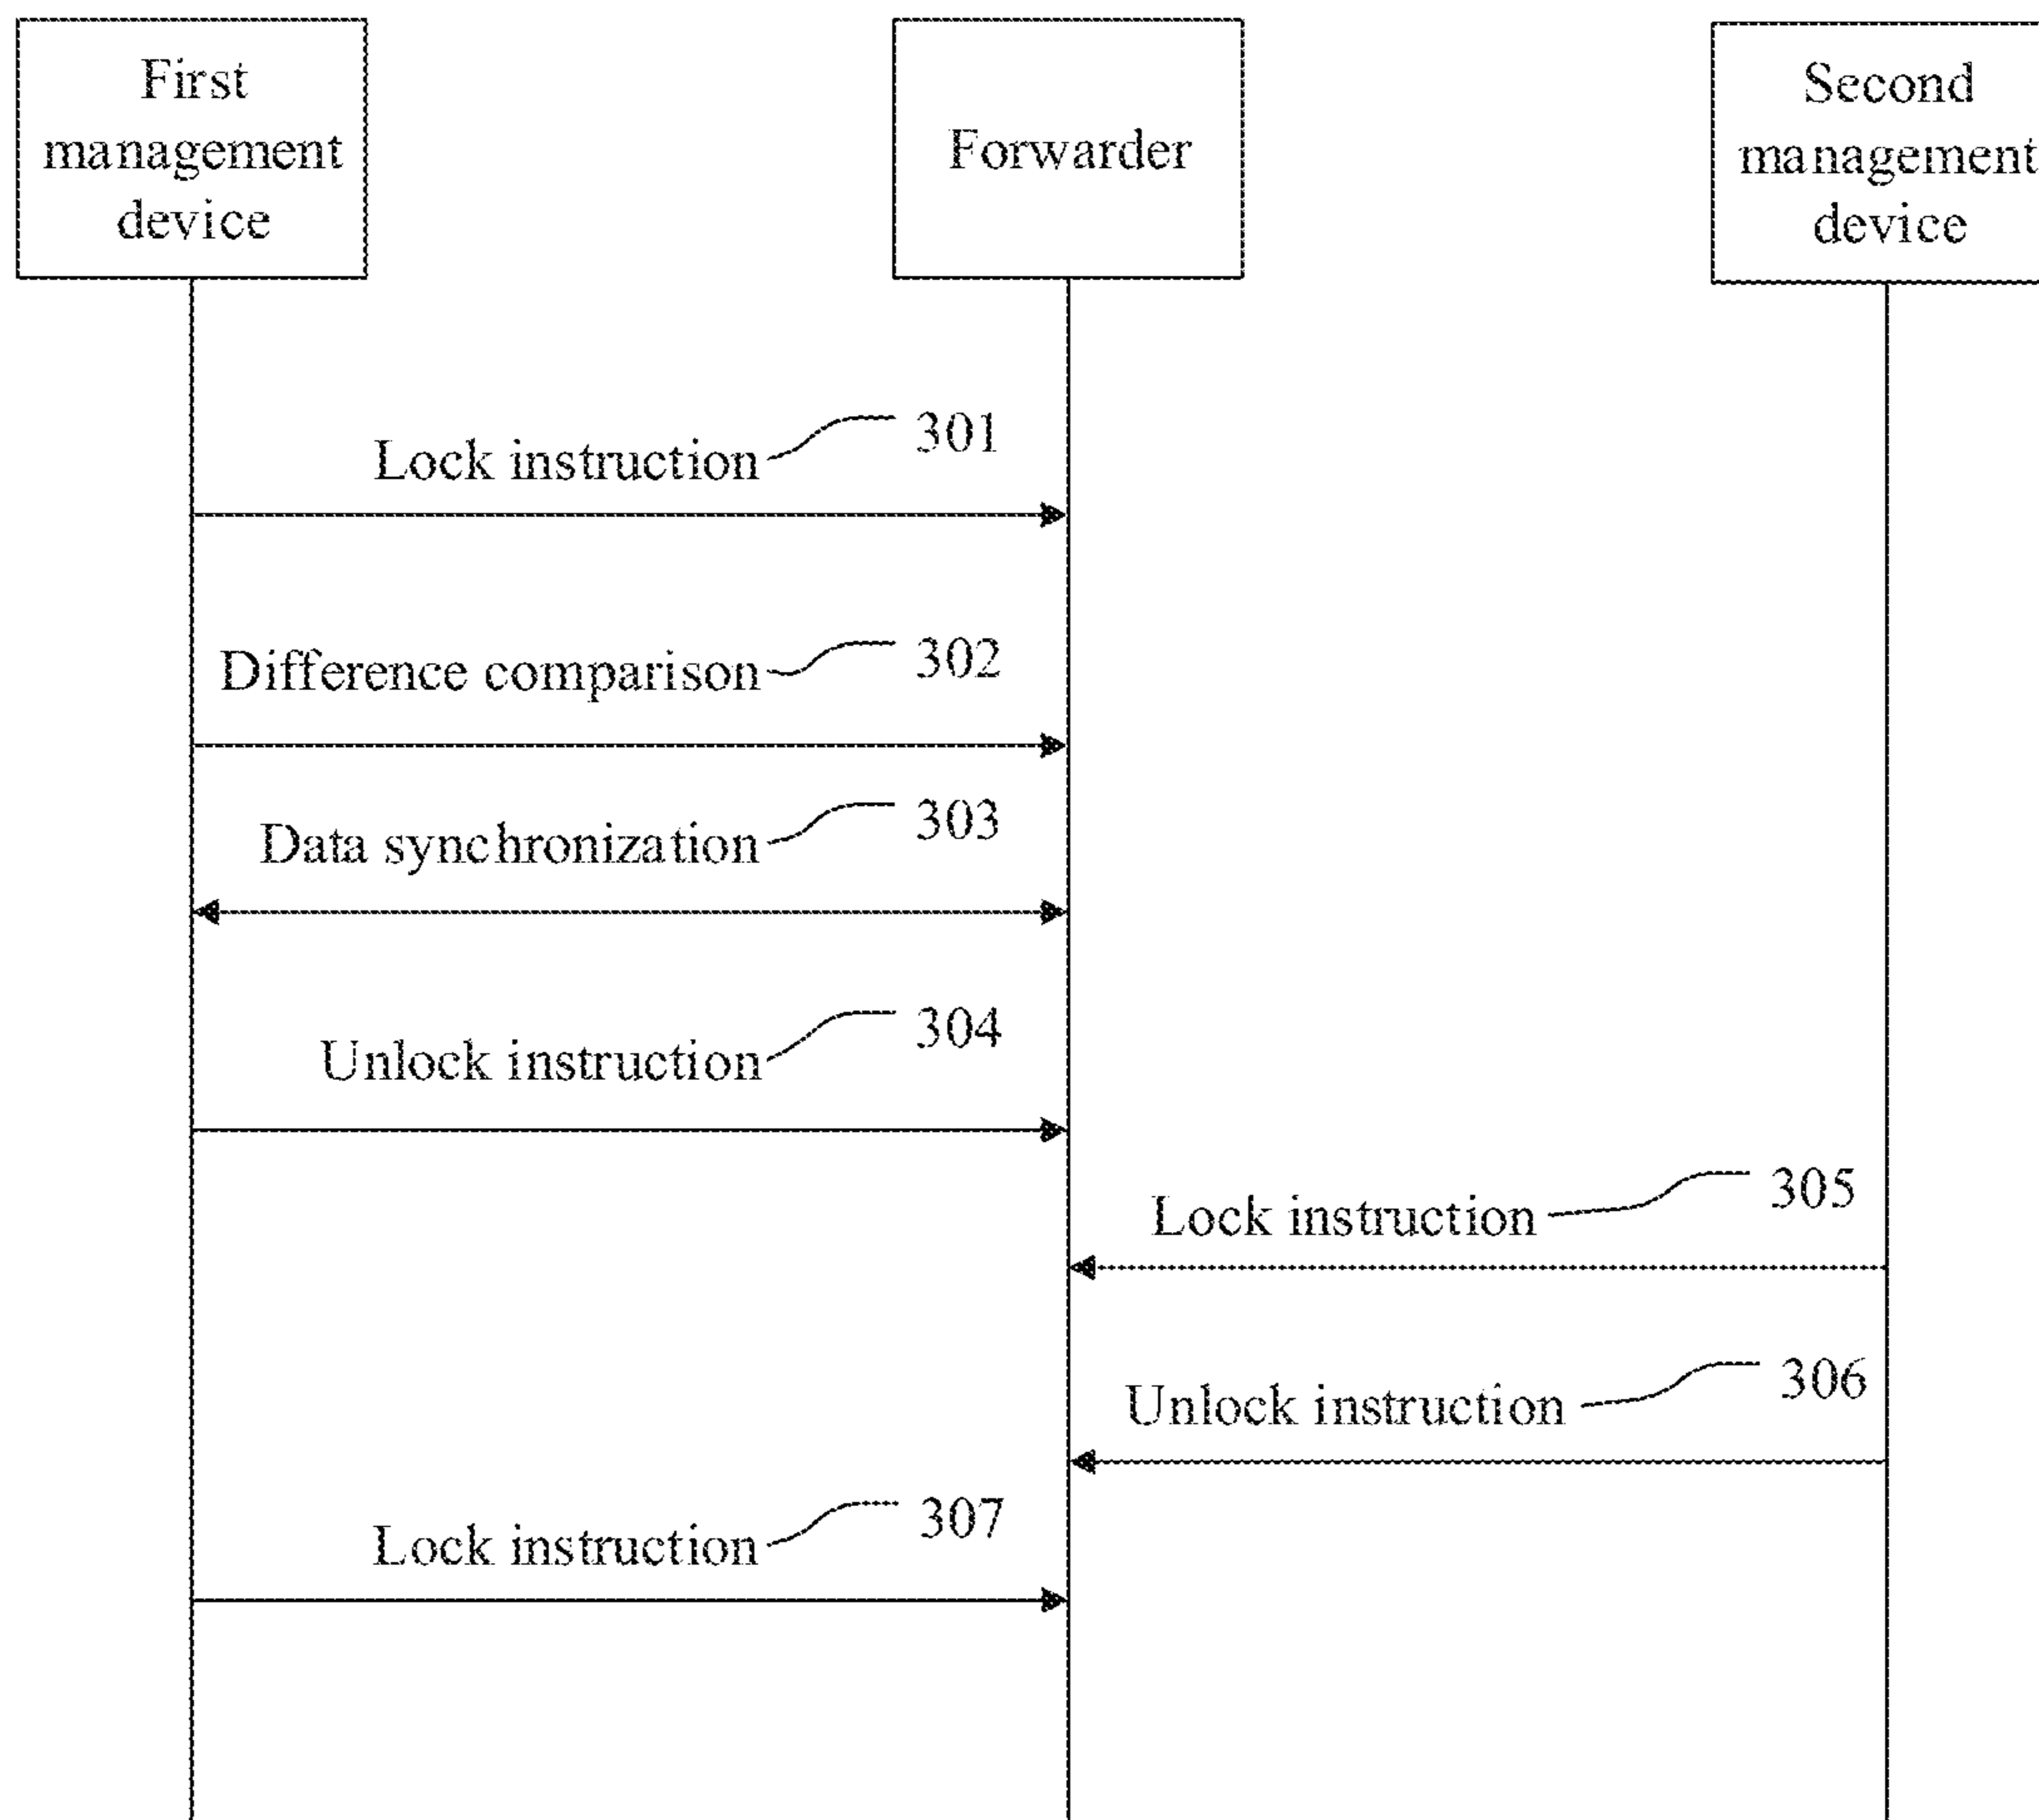 First
management
device
Forwarder
Second
management
device
Lock instruction 301
Difference comparison 302
Data synchronization 303
Unlock instruction 304
Lock instruction 305
Unlock instruction 306
Lock instruction 307